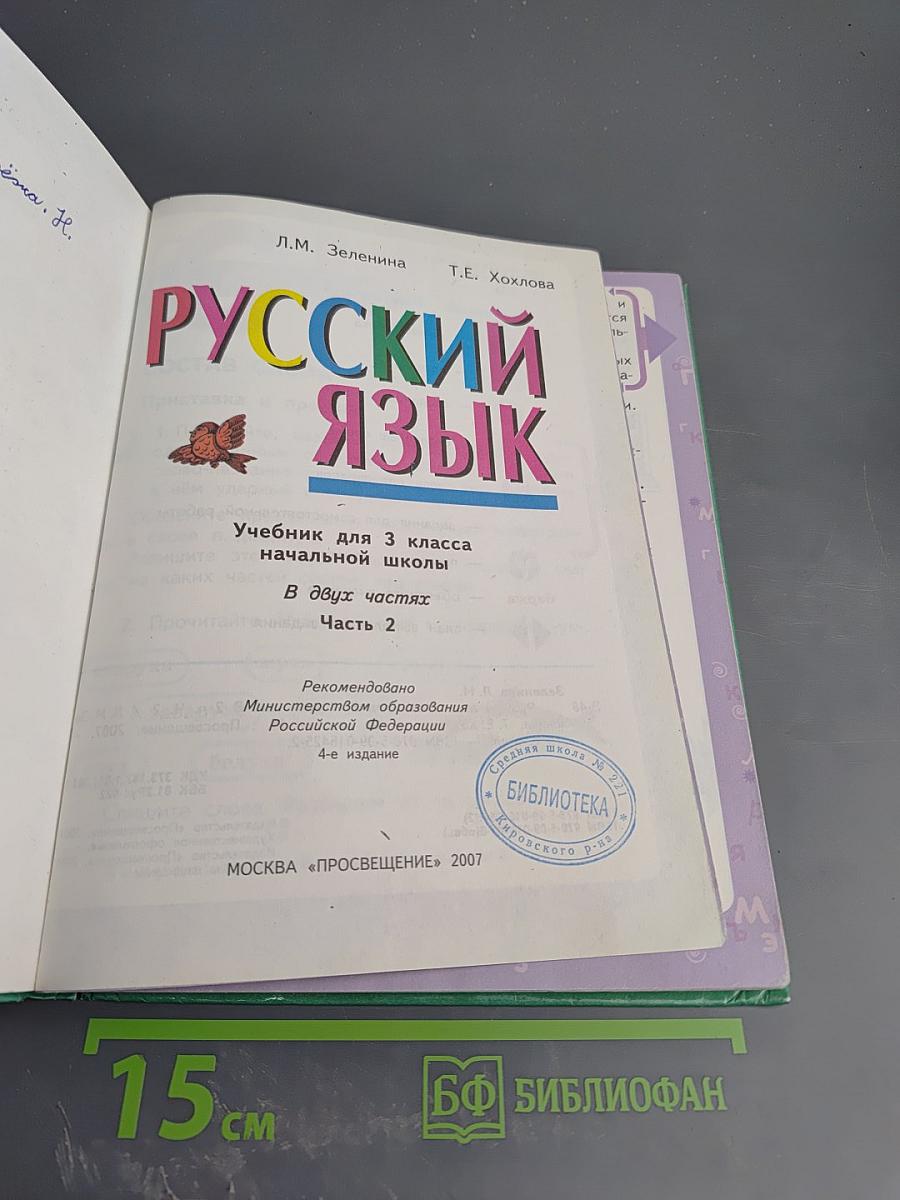 Л.М. Зеленина Т.Е. Хохлова
РУССКИЙ
ЯЗЫК
Учебник для 3 класса
начальной школы
В двух частях
Часть 2
Рекомендовано
Министерством образования
Российской Федерации
4-е издание
Средняя школа № 221
* БИБЛИОТЕКА *
Кировского р-на
МОСКВА «ПРОСВЕЩЕНИЕ» 2007
15 см
БФ БИБЛИОФАН